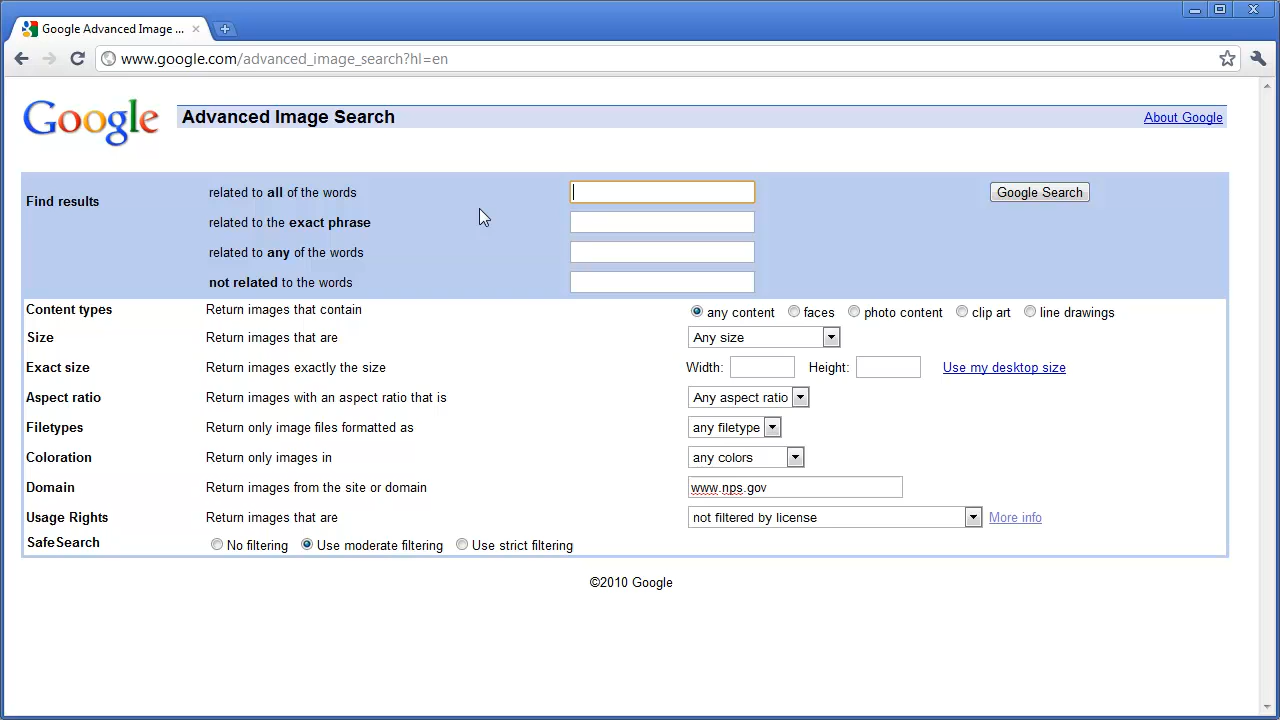 Google Advanced Image ...
www.google.com/advanced_image_search?hl=en
Google
Advanced Image Search
About Google
Find results
related to all of the words
Google Search
related to the exact phrase
related to any of the words
not related to the words
Content types Return images that contain any content faces photo content clip art line drawings
Size Return images that are Any size
Exact size Return images exactly the size Width: Height: Use my desktop size
Aspect ratio Return images with an aspect ratio that is Any aspect ratio
Filetypes Return only image files formatted as any filetype
Coloration Return only images in any colors
Domain Return images from the site or domain www.nps.gov
Usage Rights Return images that are not filtered by license More info
SafeSearch No filtering Use moderate filtering Use strict filtering
©2010 Google